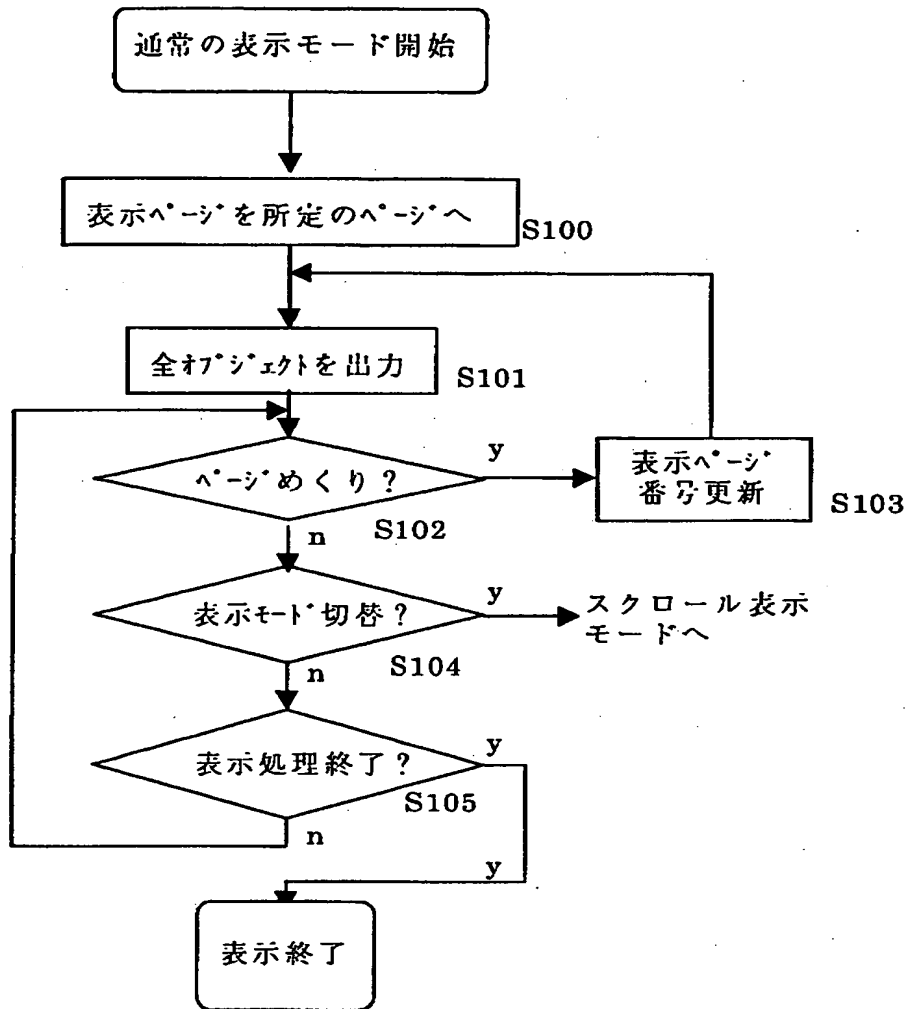 通常の表示モード開始
表示ﾍﾟｰｼﾞを所定のﾍﾟｰｼﾞへ
S100
全ｵﾌﾞｼﾞｪｸﾄを出力
S101
ﾍﾟｰｼﾞめくり?
y
S102
n
表示ﾍﾟｰｼﾞ
番号更新
S103
表示ﾓｰﾄﾞ切替?
y
スクロール表示
モードへ
S104
n
表示処理終了?
y
S105
n
y
表示終了